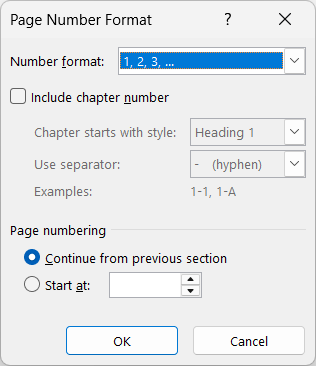 Page Number Format ? ×
Number format: 1, 2, 3, ...
Include chapter number
Chapter starts with style: Heading 1
Use separator: - (hyphen)
Examples: 1-1, 1-A
Page numbering
Continue from previous section
Start at:
OK Cancel